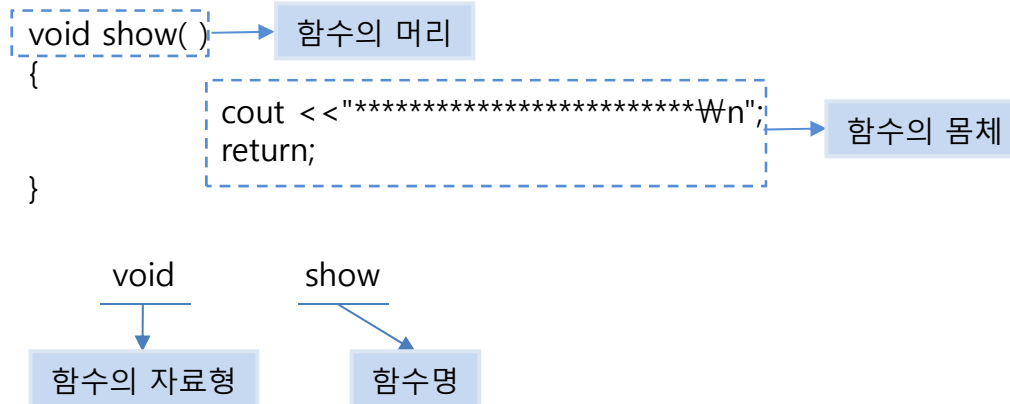 void show( ) 함수의 머리
{
cout <<"*************************₩n"; 함수의 몸체
return;
}
void show
함수의 자료형 함수명